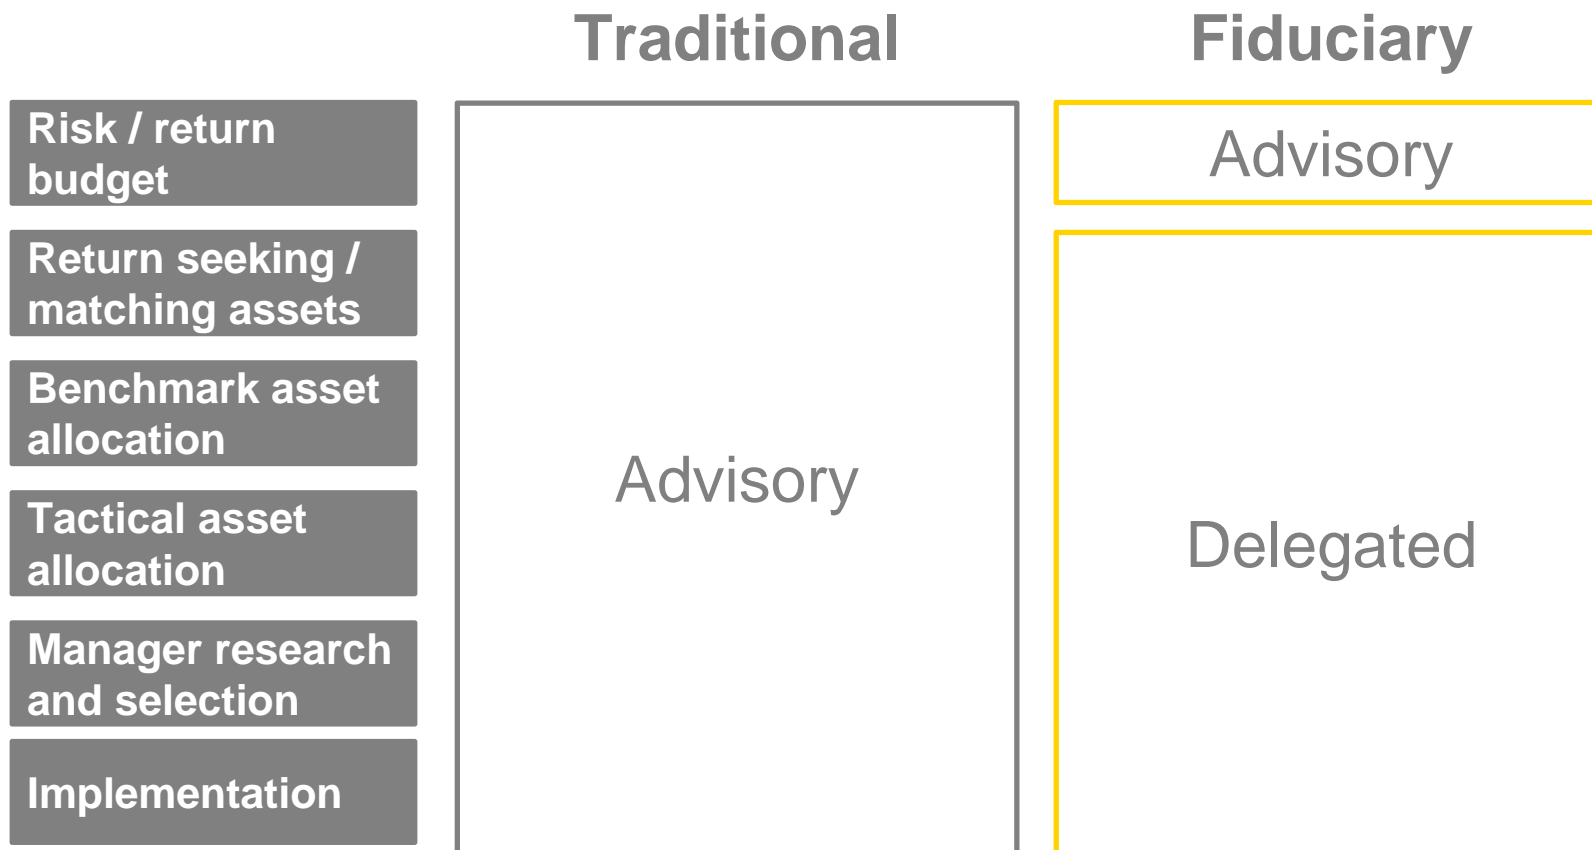 Traditional
Fiduciary
Risk / return
budget
Advisory
Return seeking /
matching assets
Benchmark asset
allocation
Advisory
Tactical asset
allocation
Delegated
Manager research
and selection
Implementation